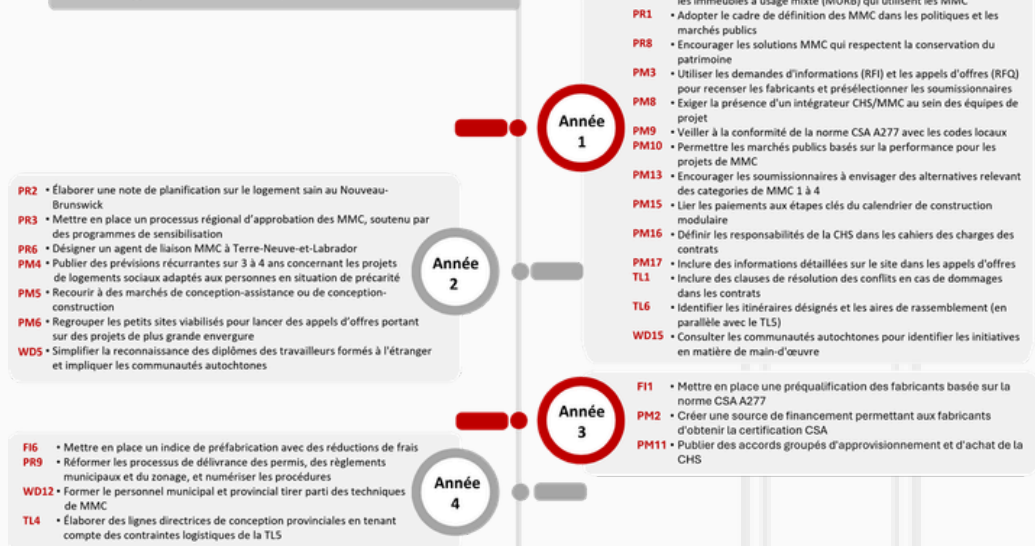 les immeubles à usage mixte (MURB) qui utilisent les MMC
PR1 • Adopter le cadre de définition des MMC dans les politiques et les
marchés publics
PR8 • Encourager les solutions MMC qui respectent la conservation du
patrimoine
PM3 • Utiliser les demandes d'informations (RFI) et les appels d'offres (RFQ)
pour recenser les fabricants et présélectionner les soumissionnaires
PM8 • Exiger la présence d'un intégrateur CHS/MMC au sein des équipes de
projet
PM9 • Veiller à la conformité de la norme CSA A277 avec les codes locaux
PM10 • Permettre les marchés publics basés sur la performance pour les
projets de MMC
PM13 • Encourager les soumissionnaires à envisager des alternatives relevant
des categories de MMC 1 à 4
PM15 • Lier les paiements aux étapes clés du calendrier de construction
modulaire
PM16 • Définir les responsabilités de la CHS dans les cahiers des charges des
contrats
PM17 • Inclure des informations détaillées sur le site dans les appels d'offres
TL1 • Inclure des clauses de résolution des conflits en cas de dommages
dans les contrats
TL6 • Identifier les itinéraires désignés et les aires de rassemblement (en
parallèle avec le TL5)
WD15 • Consulter les communautés autochtones pour identifier les initiatives
en matière de main-d'œuvre
Année
1
PR2 • Élaborer une note de planification sur le logement sain au Nouveau-
Brunswick
PR3 • Mettre en place un processus régional d'approbation des MMC, soutenu par
des programmes de sensibilisation
PR6 • Désigner un agent de liaison MMC à Terre-Neuve-et-Labrador
PM4 • Publier des prévisions récurrantes sur 3 à 4 ans concernant les projets
de logements sociaux adaptés aux personnes en situation de précarité
PM5 • Recourir à des marchés de conception-assistance ou de conception-
construction
PM6 • Regrouper les petits sites viabilisés pour lancer des appels d'offres portant
sur des projets de plus grande envergure
WD5 • Simplifier la reconnaissance des diplômes des travailleurs formés à l'étranger
et impliquer les communautés autochtones
Année
2
Année
3
FI1 • Mettre en place une préqualification des fabricants basée sur la
norme CSA A277
PM2 • Créer une source de financement permettant aux fabricants
d'obtenir la certification CSA
PM11 • Publier des accords groupés d'approvisionnement et d'achat de la
CHS
FI6 • Mettre en place un indice de préfabrication avec des réductions de frais
PR9 • Réformer les processus de délivrance des permis, des règlements
municipaux et du zonage, et numériser les procédures
WD12 • Former le personnel municipal et provincial tirer parti des techniques
de MMC
TL4 • Élaborer des lignes directrices de conception provinciales en tenant
compte des contraintes logistiques de la TL5
Année
4